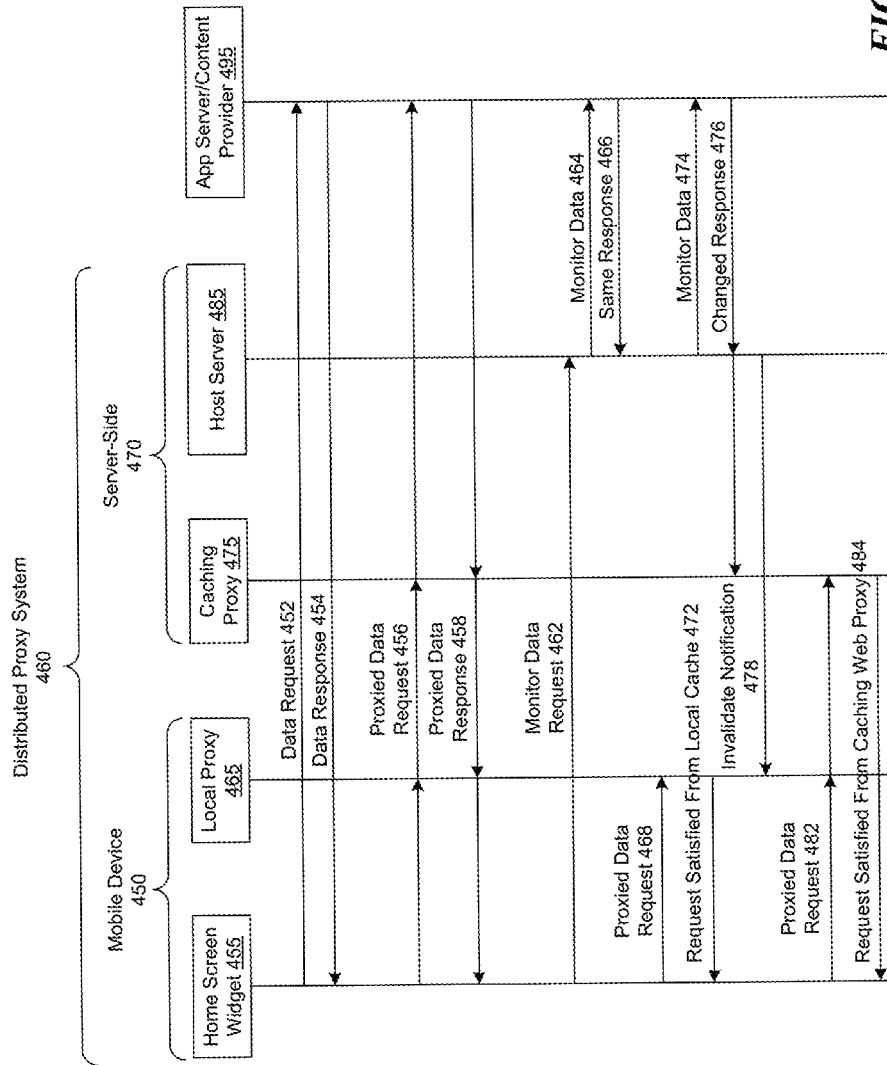 Distributed Proxy System
460
Mobile Device
450
Server-Side
470
Home Screen
Widget 455
Local Proxy
465
Caching
Proxy 475
Host Server 485
App Server/Content
Provider 495
Data Request 452
Data Response 454
Proxied Data
Request 456
Proxied Data
Response 458
Monitor Data
Request 462
Monitor Data 464
Same Response 466
Proxied Data
Request 468
Request Satisfied From Local Cache 472
Monitor Data 474
Changed Response 476
Invalidate Notification
478
Proxied Data
Request 482
Request Satisfied From Caching Web Proxy 484